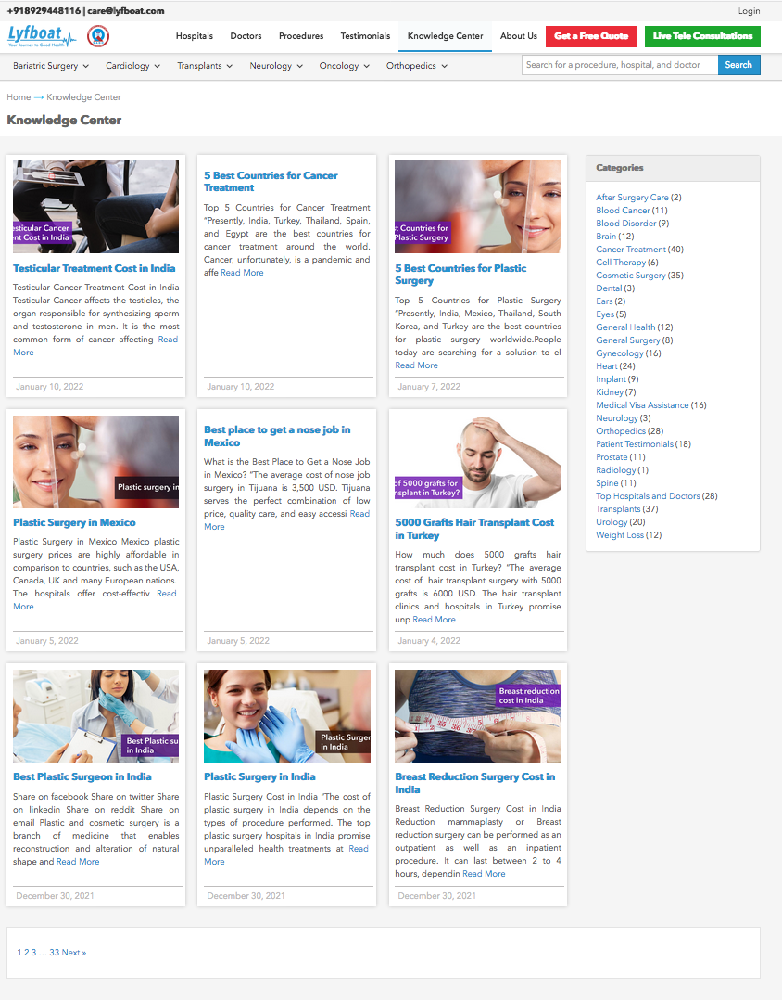 +918929448116 | care@lyfboat.com
Login
Lyfboat
Your Journey to Good Health
Hospitals Doctors Procedures Testimonials Knowledge Center About Us Get a Free Quote Live Tele Consultations
Bariatric Surgery Cardiology Transplants Neurology Oncology Orthopedics Search for a procedure, hospital, and doctor Search
Home → Knowledge Center
Knowledge Center
esticular Cancer
nt Cost in India
Testicular Treatment Cost in India
Testicular Cancer Treatment Cost in India
Testicular Cancer affects the testicles, the
organ responsible for synthesizing sperm
and testosterone in men. It is the most
common form of cancer affecting Read
More
January 10, 2022
5 Best Countries for Cancer
Treatment
Top 5 Countries for Cancer Treatment
“Presently, India, Turkey, Thailand, Spain,
and Egypt are the best countries for
cancer treatment around the world.
Cancer, unfortunately, is a pandemic and
affe Read More
January 10, 2022
t Countries for
Plastic Surgery
5 Best Countries for Plastic
Surgery
Top 5 Countries for Plastic Surgery
“Presently, India, Mexico, Thailand, South
Korea, and Turkey are the best countries
for plastic surgery worldwide.People
today are searching for a solution to el
Read More
January 7, 2022
Plastic surgery in
Plastic Surgery in Mexico
Plastic Surgery in Mexico Mexico plastic
surgery prices are highly affordable in
comparison to countries, such as the USA,
Canada, UK and many European nations.
The hospitals offer cost-effectiv Read
More
January 5, 2022
Best place to get a nose job in
Mexico
What is the Best Place to Get a Nose Job
in Mexico? “The average cost of nose job
surgery in Tijuana is 3,500 USD. Tijuana
serves the perfect combination of low
price, quality care, and easy accessi Read
More
January 5, 2022
of 5000 grafts for
nsplant in Turkey?
5000 Grafts Hair Transplant Cost
in Turkey
How much does 5000 grafts hair
transplant cost in Turkey? “The average
cost of hair transplant surgery with 5000
grafts is 6000 USD. The hair transplant
clinics and hospitals in Turkey promise
unp Read More
January 4, 2022
Best Plastic su
in India
Best Plastic Surgeon in India
Share on facebook Share on twitter Share
on linkedin Share on reddit Share on
email Plastic and cosmetic surgery is a
branch of medicine that enables
reconstruction and alteration of natural
shape and Read More
December 30, 2021
Plastic Surger
in India
Plastic Surgery in India
Plastic Surgery Cost in India “The cost of
plastic surgery in India depends on the
types of procedure performed. The top
plastic surgery hospitals in India promise
unparalleled health treatments at Read
More
December 30, 2021
Breast reduction
cost in India
Breast Reduction Surgery Cost in
India
Breast Reduction Surgery Cost in India
Reduction mammaplasty or Breast
reduction surgery can be performed as an
outpatient as well as an inpatient
procedure. It can last between 2 to 4
hours, dependin Read More
December 30, 2021
Categories
After Surgery Care (2)
Blood Cancer (11)
Blood Disorder (9)
Brain (12)
Cancer Treatment (40)
Cell Therapy (6)
Cosmetic Surgery (35)
Dental (3)
Ears (2)
Eyes (5)
General Health (12)
General Surgery (8)
Gynecology (16)
Heart (24)
Implant (9)
Kidney (7)
Medical Visa Assistance (16)
Neurology (3)
Orthopedics (28)
Patient Testimonials (18)
Prostate (11)
Radiology (1)
Spine (11)
Top Hospitals and Doctors (28)
Transplants (37)
Urology (20)
Weight Loss (12)
1 2 3 … 33 Next »